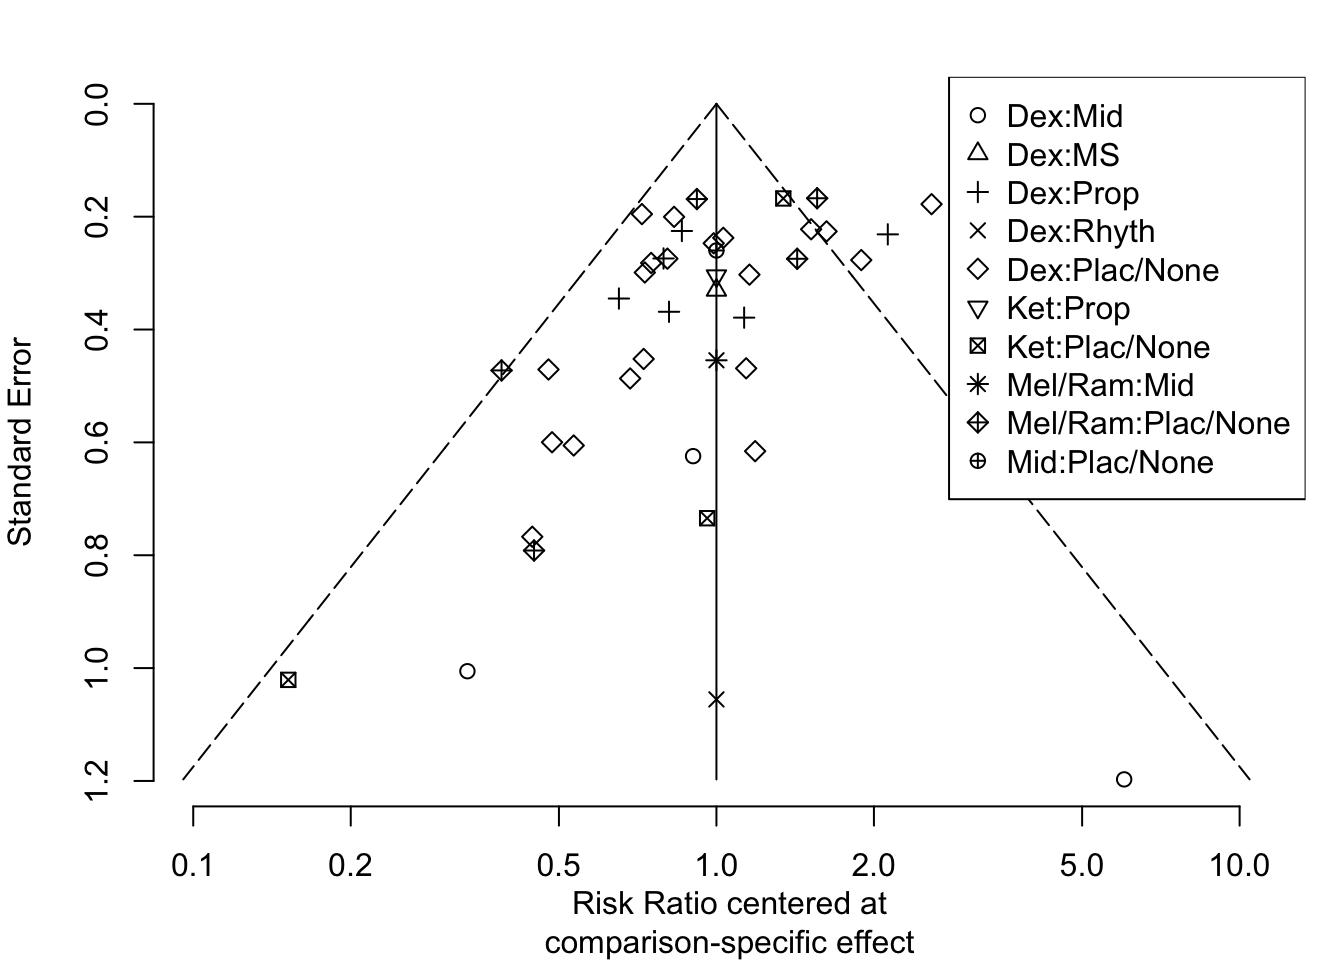 0.0
0.2
0.4
0.6
0.8
1.0
1.2
Standard Error
Dex:Mid
Dex:MS
Dex:Prop
Dex:Rhyth
Dex:Plac/None
Ket:Prop
Ket:Plac/None
Mel/Ram:Mid
Mel/Ram:Plac/None
Mid:Plac/None
0.1 0.2 0.5 1.0 2.0 5.0 10.0
Risk Ratio centered at
comparison-specific effect